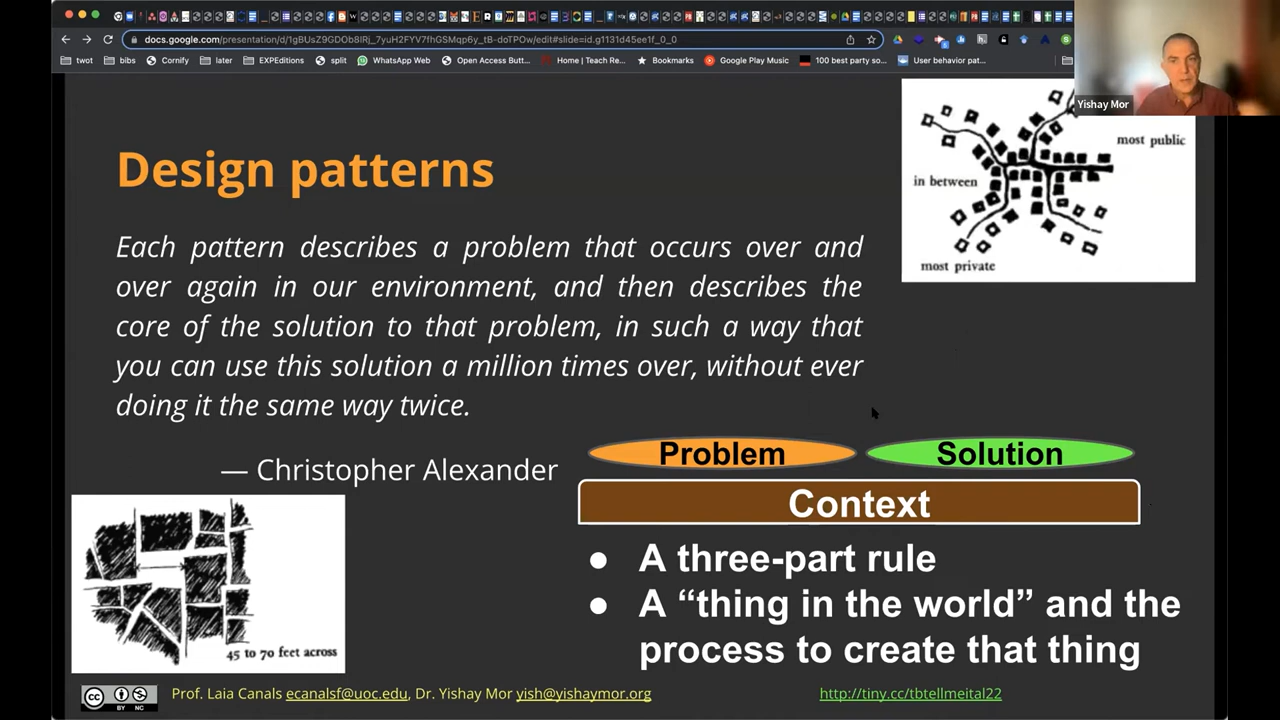 docs.google.com/presentation/d/1gBUsZ9GDOb8IRj_7yuH2FYV7fhGSMqp6y_tB-doTPOw/edit#slide=id.g1131d45ee1f_0_0
twot bibs Cornify later EXPEditions split WhatsApp Web Open Access Butt... Home | Teach Re... Bookmarks Google Play Music 100 best party so... User behavior pat...
Yishay Mor
most public
in between
most private
Design patterns
Each pattern describes a problem that occurs over and
over again in our environment, and then describes the
core of the solution to that problem, in such a way that
you can use this solution a million times over, without ever
doing it the same way twice.
— Christopher Alexander
Problem Solution
Context
● A three-part rule
● A “thing in the world” and the
process to create that thing
45 to 70 feet across
CC BY NC
Prof. Laia Canals ecanalsf@uoc.edu, Dr. Yishay Mor yish@yishaymor.org
http://tiny.cc/tbtellmeital22